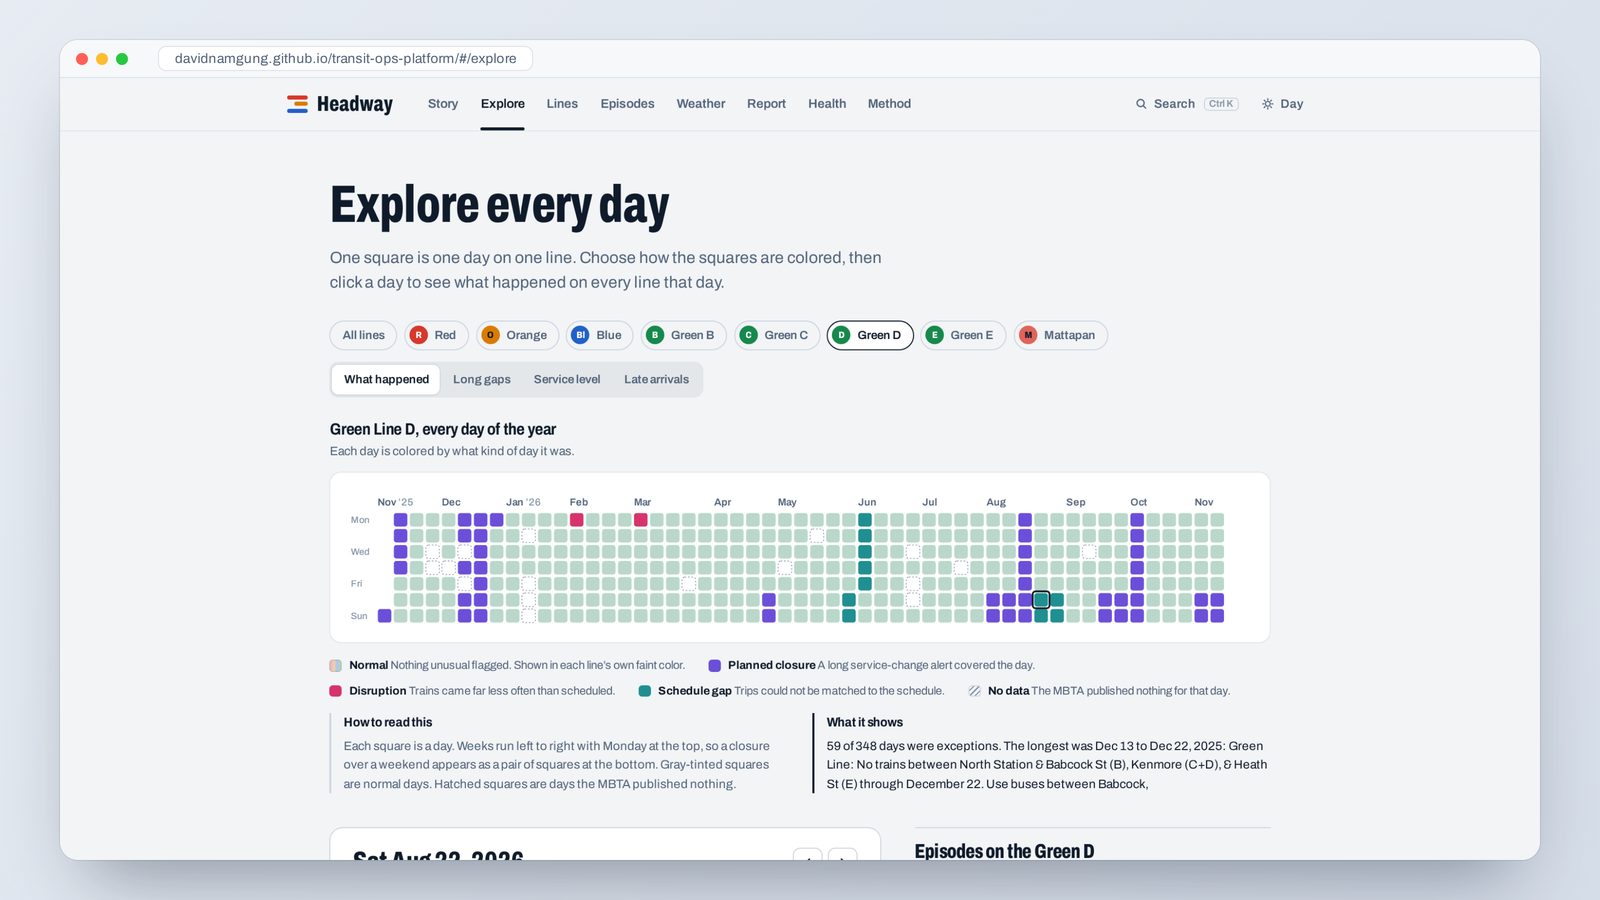 davidnamgung.github.io/transit-ops-platform/#/explore
Headway Story Explore Lines Episodes Weather Report Health Method Search Ctrl K Day
Explore every day
One square is one day on one line. Choose how the squares are colored, then
click a day to see what happened on every line that day.
All lines R Red O Orange Bl Blue B Green B C Green C D Green D E Green E M Mattapan
What happened Long gaps Service level Late arrivals
Green Line D, every day of the year
Each day is colored by what kind of day it was.
Nov '25 Dec Jan '26 Feb Mar Apr May Jun Jul Aug Sep Oct Nov
Mon
Wed
Fri
Sun
Normal Nothing unusual flagged. Shown in each line's own faint color. Planned closure A long service-change alert covered the day.
Disruption Trains came far less often than scheduled. Schedule gap Trips could not be matched to the schedule. No data The MBTA published nothing for that day.
How to read this
Each square is a day. Weeks run left to right with Monday at the top, so a closure
over a weekend appears as a pair of squares at the bottom. Gray-tinted squares
are normal days. Hatched squares are days the MBTA published nothing.
What it shows
59 of 348 days were exceptions. The longest was Dec 13 to Dec 22, 2025: Green
Line: No trains between North Station & Babcock St (B), Kenmore (C+D), & Heath
St (E) through December 22. Use buses between Babcock,
Sat Aug 22, 2026
Episodes on the Green D